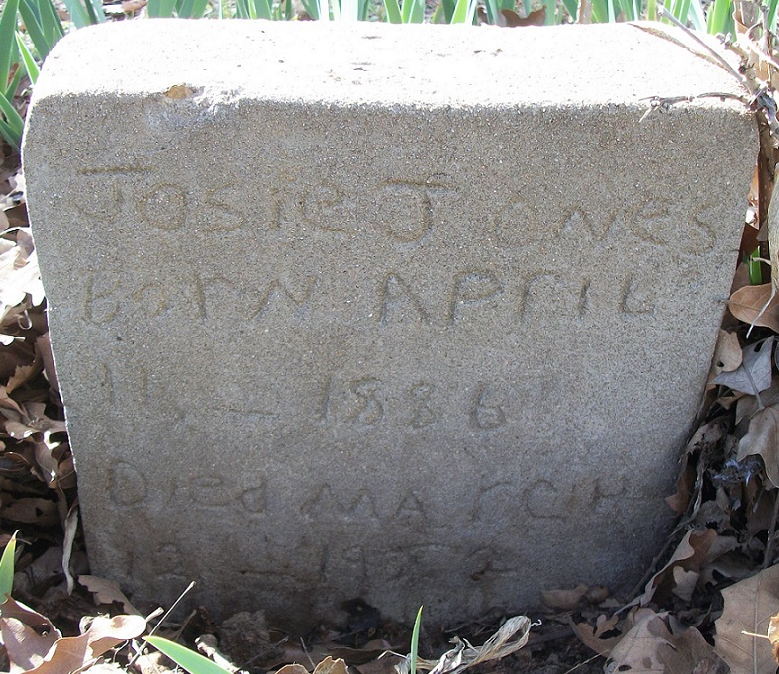 Josie Jones
Born APRIL
11, — 1886
Died MARCH